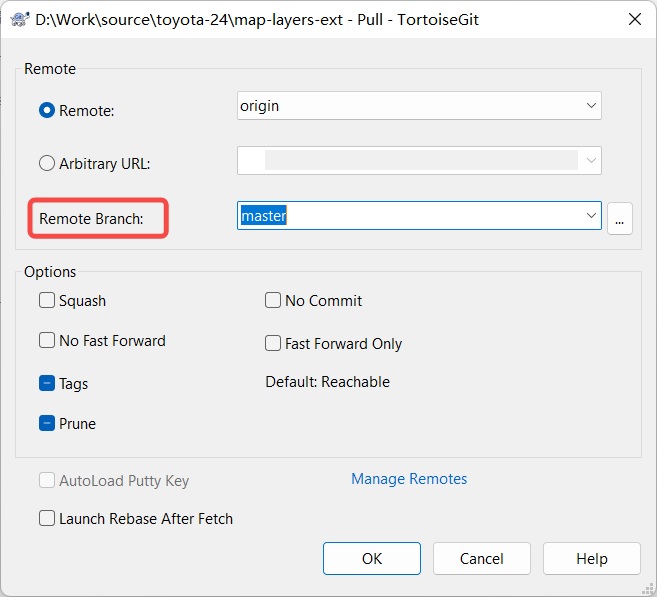 D:\Work\source\toyota-24\map-layers-ext - Pull - TortoiseGit
Remote
Remote:
origin
Arbitrary URL:
Remote Branch:
master
...
Options
Squash
No Commit
No Fast Forward
Fast Forward Only
Tags
Default: Reachable
Prune
AutoLoad Putty Key
Manage Remotes
Launch Rebase After Fetch
OK
Cancel
Help